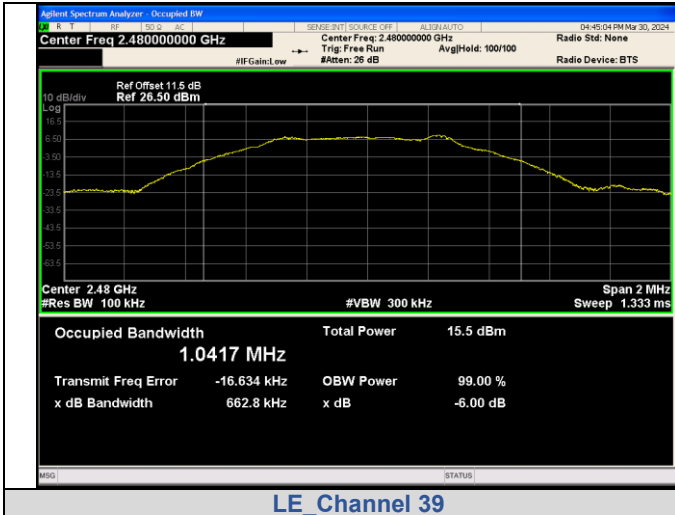 Agilent Spectrum Analyzer - Occupied BW
R T RF 50 Ω AC SENSE:INT SOURCE OFF ALIGNAUTO 04:45:04 PM Mar 30, 2024
Center Freq 2.480000000 GHz Center Freq: 2.480000000 GHz Radio Std: None
Trig: Free Run Avg|Hold: 100/100
#IFGain:Low #Atten: 26 dB Radio Device: BTS
Ref Offset 11.5 dB
10 dB/div Ref 26.50 dBm
Log
16.5
6.50
-3.50
-13.5
-23.5
-33.5
-43.5
-53.5
-63.5
Center 2.48 GHz Span 2 MHz
#Res BW 100 kHz #VBW 300 kHz Sweep 1.333 ms
Occupied Bandwidth Total Power 15.5 dBm
1.0417 MHz
Transmit Freq Error -16.634 kHz OBW Power 99.00 %
x dB Bandwidth 662.8 kHz x dB -6.00 dB
MSG STATUS
LE_Channel 39